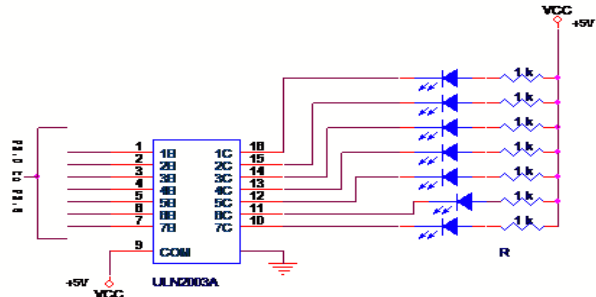 VCC
+5V
1 k
1 k
1 k
1 k
1 k
1 k
1 k
R
1 1B 1C 16
2 2B 2C 15
3 3B 3C 14
4 4B 4C 13
5 5B 5C 12
6 6B 6C 11
7 7B 7C 10
9 COM
ULN2003A
+5V
VCC